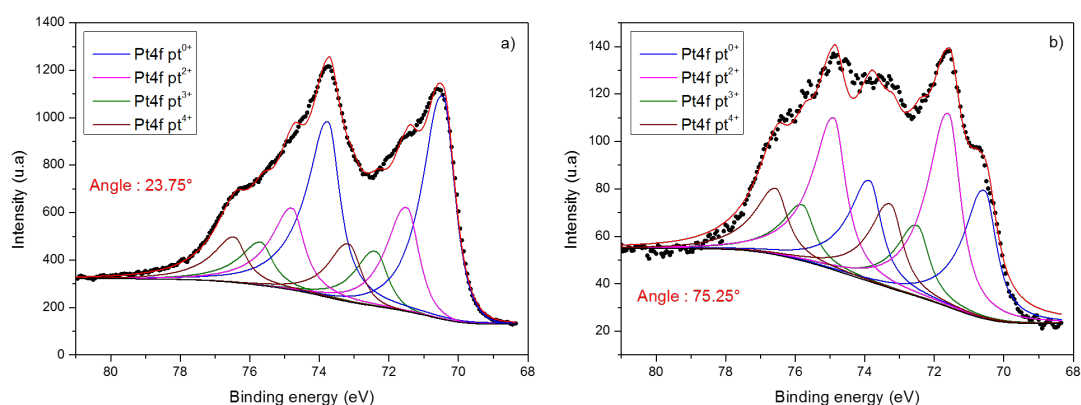 1400
1200
1000
800
600
400
200
0
80
78
76
74
72
70
68
Intensity (u.a)
Binding energy (eV)
Pt4f pt⁰⁺
Pt4f pt²⁺
Pt4f pt³⁺
Pt4f pt⁴⁺
a)
Angle : 23.75°
140
120
100
80
60
40
20
80
78
76
74
72
70
68
Intensity (u.a)
Binding energy (eV)
Pt4f pt⁰⁺
Pt4f pt²⁺
Pt4f pt³⁺
Pt4f pt⁴⁺
b)
Angle : 75.25°